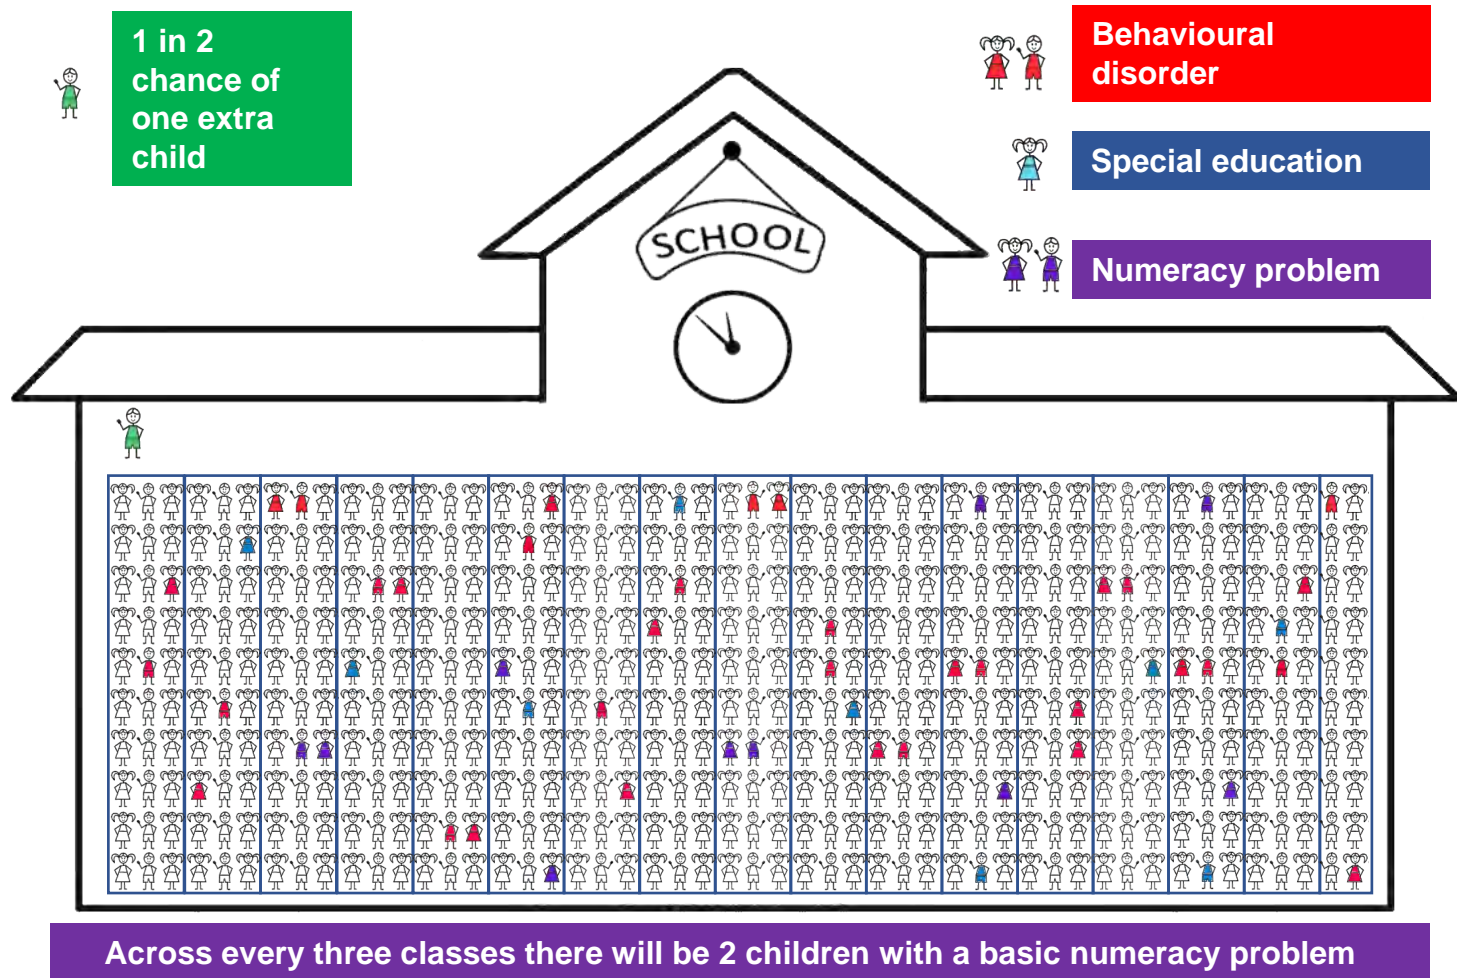 1 in 2
chance of
one extra
child
Behavioural
disorder
Special education
Numeracy problem
SCHOOL
Across every three classes there will be 2 children with a basic numeracy problem